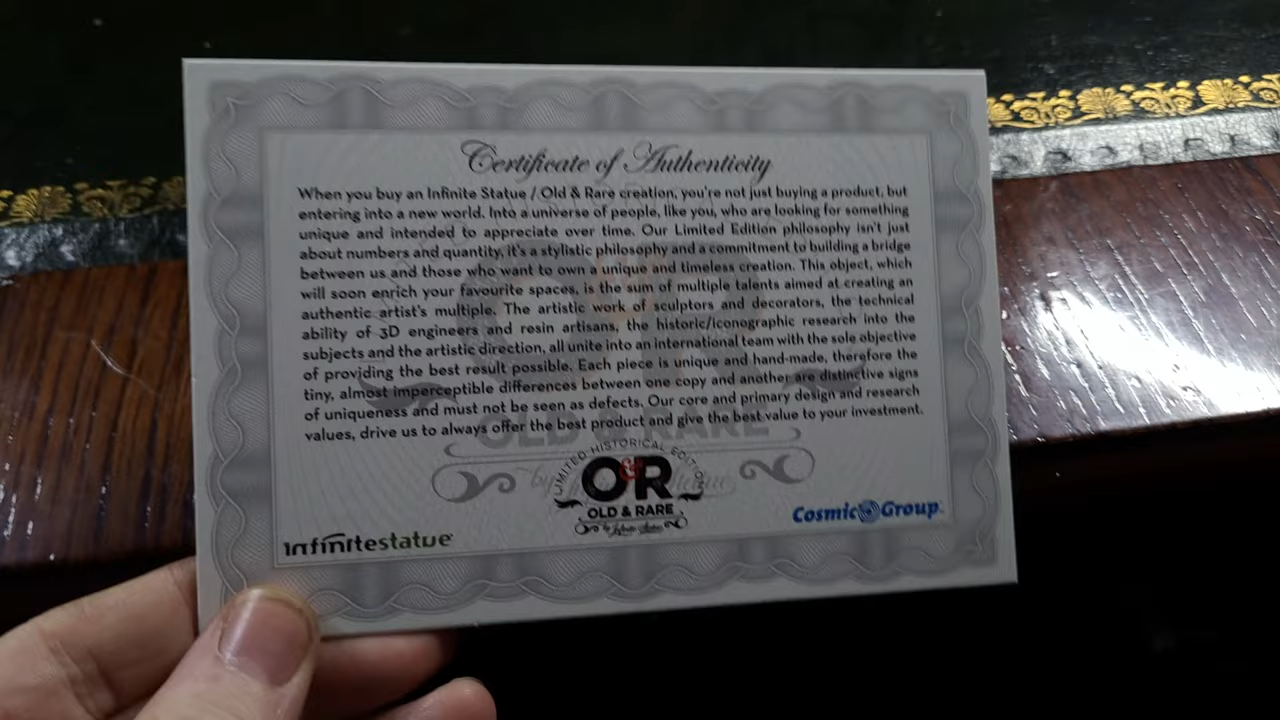 Certificate of Authenticity
When you buy an Infinite Statue / Old & Rare creation, you're not just buying a product, but
entering into a new world. Into a universe of people, like you, who are looking for something
unique and intended to appreciate over time. Our Limited Edition philosophy isn't just
about numbers and quantity, it's a stylistic philosophy and a commitment to building a bridge
between us and those who want to own a unique and timeless creation. This object, which
will soon enrich your favourite spaces, is the sum of multiple talents aimed at creating an
authentic artist's multiple. The artistic work of sculptors and decorators, the technical
ability of 3D engineers and resin artisans, the historic/iconographic research into the
subjects and the artistic direction, all unite into an international team with the sole objective
of providing the best result possible. Each piece is unique and hand-made, therefore the
tiny, almost imperceptible differences between one copy and another are distinctive signs
of uniqueness and must not be seen as defects. Our core and primary design and research
values, drive us to always offer the best product and give the best value to your investment.
OLD & RARE
LIMITED HISTORICAL EDITION
O&R
OLD & RARE
by Infinite Statue
infinitestatue
Cosmic Group